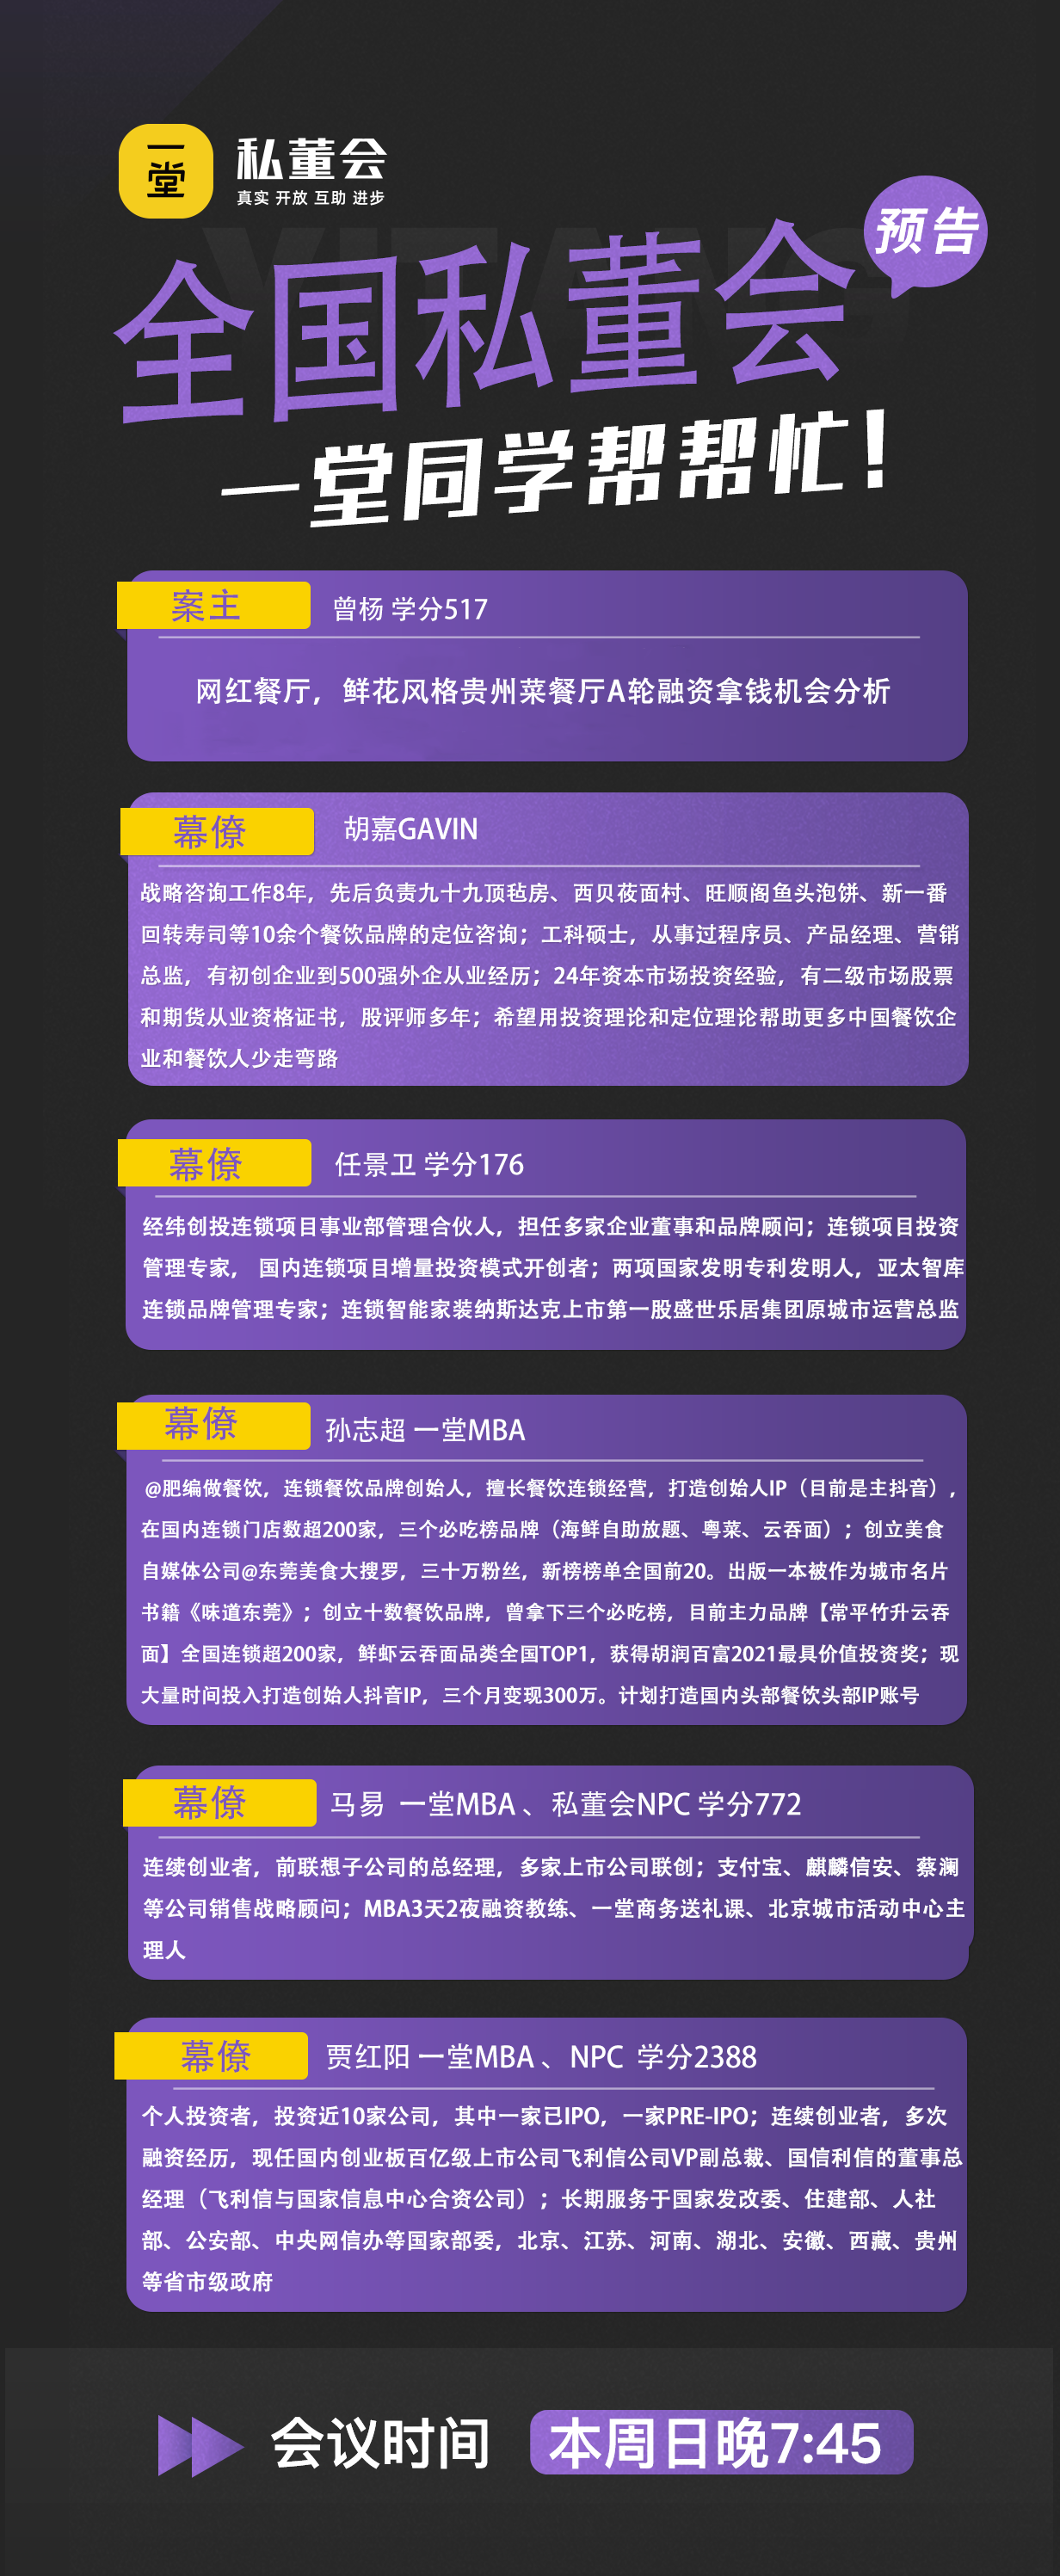 一堂
私董会
真实 开放 互助 进步
YITANG
预告
全国私董会
一堂同学帮帮忙!
案主
曾杨 学分517
网红餐厅，鲜花风格贵州菜餐厅A轮融资拿钱机会分析
幕僚
胡嘉GAVIN
战略咨询工作8年，先后负责九十九顶毡房、西贝莜面村、旺顺阁鱼头泡饼、新一番
回转寿司等10余个餐饮品牌的定位咨询；工科硕士，从事过程序员、产品经理、营销
总监，有初创企业到500强外企从业经历；24年资本市场投资经验，有二级市场股票
和期货从业资格证书，股评师多年；希望用投资理论和定位理论帮助更多中国餐饮企
业和餐饮人少走弯路
幕僚
任景卫 学分176
经纬创投连锁项目事业部管理合伙人，担任多家企业董事和品牌顾问；连锁项目投资
管理专家， 国内连锁项目增量投资模式开创者；两项国家发明专利发明人，亚太智库
连锁品牌管理专家；连锁智能家装纳斯达克上市第一股盛世乐居集团原城市运营总监
幕僚
孙志超 一堂MBA
@肥编做餐饮，连锁餐饮品牌创始人，擅长餐饮连锁经营，打造创始人IP（目前是主抖音），
在国内连锁门店数超200家，三个必吃榜品牌（海鲜自助放题、粤菜、云吞面）；创立美食
自媒体公司@东莞美食大搜罗，三十万粉丝，新榜榜单全国前20。出版一本被作为城市名片
书籍《味道东莞》；创立十数餐饮品牌，曾拿下三个必吃榜，目前主力品牌【常平竹升云吞
面】全国连锁超200家，鲜虾云吞面品类全国TOP1，获得胡润百富2021最具价值投资奖；现
大量时间投入打造创始人抖音IP，三个月变现300万。计划打造国内头部餐饮头部IP账号
幕僚
马易 一堂MBA 、私董会NPC 学分772
连续创业者，前联想子公司的总经理，多家上市公司联创；支付宝、麒麟信安、蔡澜
等公司销售战略顾问；MBA3天2夜融资教练、一堂商务送礼课、北京城市活动中心主
理人
幕僚
贾红阳 一堂MBA 、NPC 学分2388
个人投资者，投资近10家公司，其中一家已IPO，一家PRE-IPO；连续创业者，多次
融资经历，现任国内创业板百亿级上市公司飞利信公司VP副总裁、国信利信的董事总
经理（飞利信与国家信息中心合资公司）；长期服务于国家发改委、住建部、人社
部、公安部、中央网信办等国家部委，北京、江苏、河南、湖北、安徽、西藏、贵州
等省市级政府
会议时间
本周日晚7:45